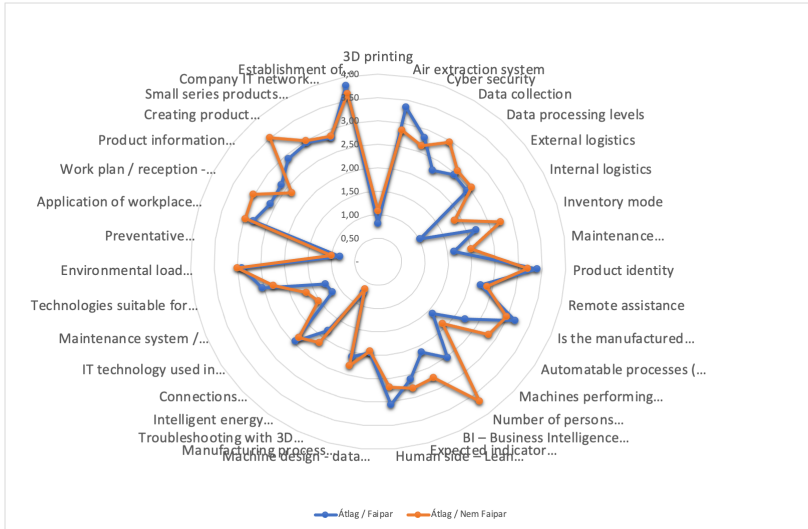 3D printing
Air extraction system
Cyber security
Data collection
Data processing levels
External logistics
Internal logistics
Inventory mode
Maintenance...
Product identity
Remote assistance
Is the manufactured...
Automatable processes (...
Machines performing...
Number of persons...
BI – Business Intelligence...
Expected indicator...
Human side – Lean...
Machine design - data...
Manufacturing process...
Troubleshooting with 3D...
Intelligent energy...
Connections...
IT technology used in...
Maintenance system /...
Technologies suitable for...
Environmental load...
Preventative...
Application of workplace...
Work plan / reception -...
Product information...
Creating product...
Small series products...
Company IT network...
Establishment of...
4,00
3,50
3,00
2,50
2,00
1,50
1,00
0,50
-
Átlag / Faipar
Átlag / Nem Faipar